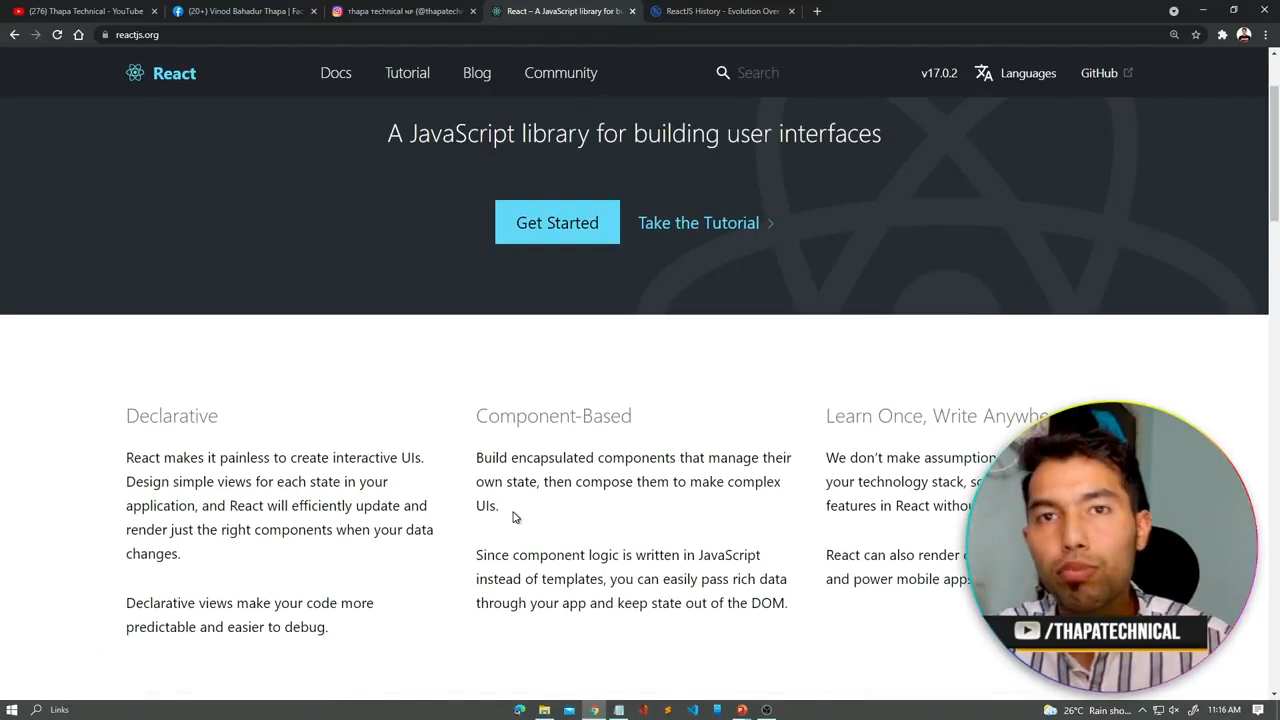 (276) Thapa Technical - YouTube
(20+) Vinod Bahadur Thapa | Fac
(@thapatech
React – A JavaScript library for bu
ReactJS History - Evolution Over
reactjs.org
React
Docs
Tutorial
Blog
Community
Search
v17.0.2
Languages
GitHub
A JavaScript library for building user interfaces
Get Started
Take the Tutorial
Declarative
React makes it painless to create interactive UIs.
Design simple views for each state in your
application, and React will efficiently update and
render just the right components when your data
changes.
Declarative views make your code more
predictable and easier to debug.
Component-Based
Build encapsulated components that manage their
own state, then compose them to make complex
UIs.
Since component logic is written in JavaScript
instead of templates, you can easily pass rich data
through your app and keep state out of the DOM.
Learn Once, Write Anywhe
We don’t make assumption
your technology stack, so
features in React witho
React can also render
and power mobile apps
/THAPATECHNICAL
Links
26°C Rain sho...
11:16 AM